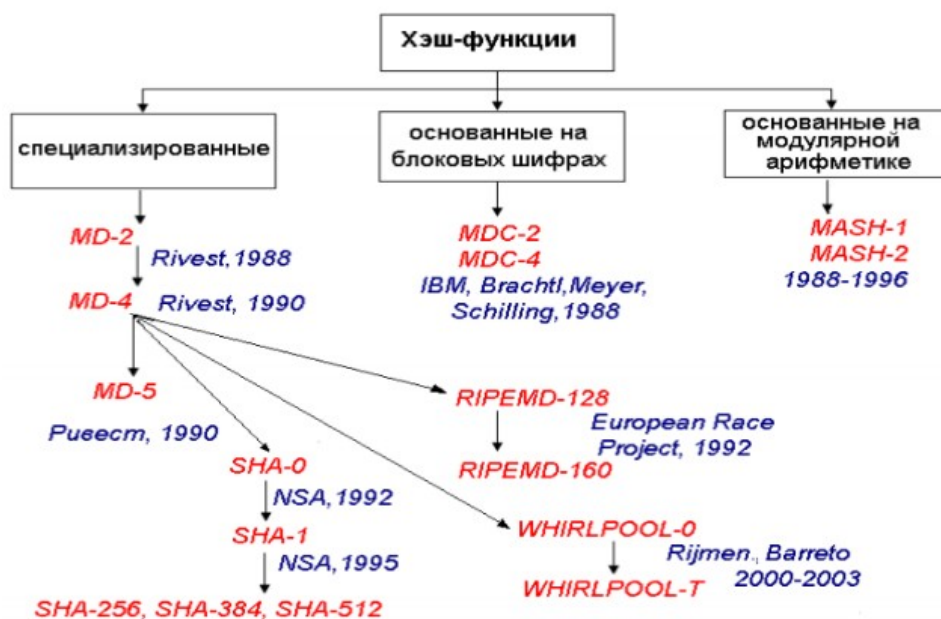 Хэш-функции
специализированные
основанные на
блоковых шифрах
основанные на
модулярной
арифметике
MD-2
Rivest, 1988
MD-4
Rivest, 1990
MDC-2
MDC-4
IBM, Brachtl, Meyer,
Schilling, 1988
MASH-1
MASH-2
1988-1996
MD-5
Ривест, 1990
RIPEMD-128
European Race
Project, 1992
RIPEMD-160
SHA-0
NSA, 1992
SHA-1
NSA, 1995
SHA-256, SHA-384, SHA-512
WHIRLPOOL-0
Rijmen., Barreto
2000-2003
WHIRLPOOL-T